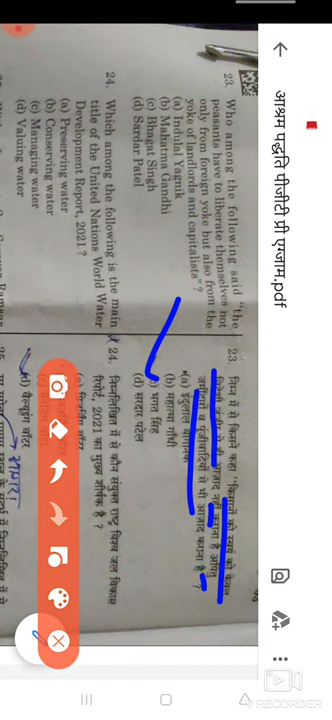 आश्रम पद्धति पीजीटी प्री एग्जाम.pdf
23. Who among the following said "the
peasants have to liberate themselves not
only from foreign yoke but also from the
yoke of landlords and capitalists"?
(a) Indulal Yagnik
(b) Mahatma Gandhi
(c) Bhagat Singh
(d) Sardar Patel
24. Which among the following is the main
title of the United Nations World Water
Development Report, 2021?
(a) Preserving water
(b) Conserving water
(c) Managing water
(d) Valuing water
23. निम्न में से किसने कहा "किसानों को स्वयं को केवल
विदेशी से ही आज़ाद नहीं कराना है अपितु
व पूंजीवादियों से भी आज़ाद कराना है" ?
(a) इंदुलाल
(b) महात्मा गाँधी
भगत सिंह
(d) सरदार पटेल
24. निम्नलिखित में से कौन संयुक्त राष्ट्र विश्व जल विकास
रिपोर्ट, 2021 का मुख्य शीर्षक है ?
वॉटर
(d) वैल्यूइंग वॉटर
RECORDER